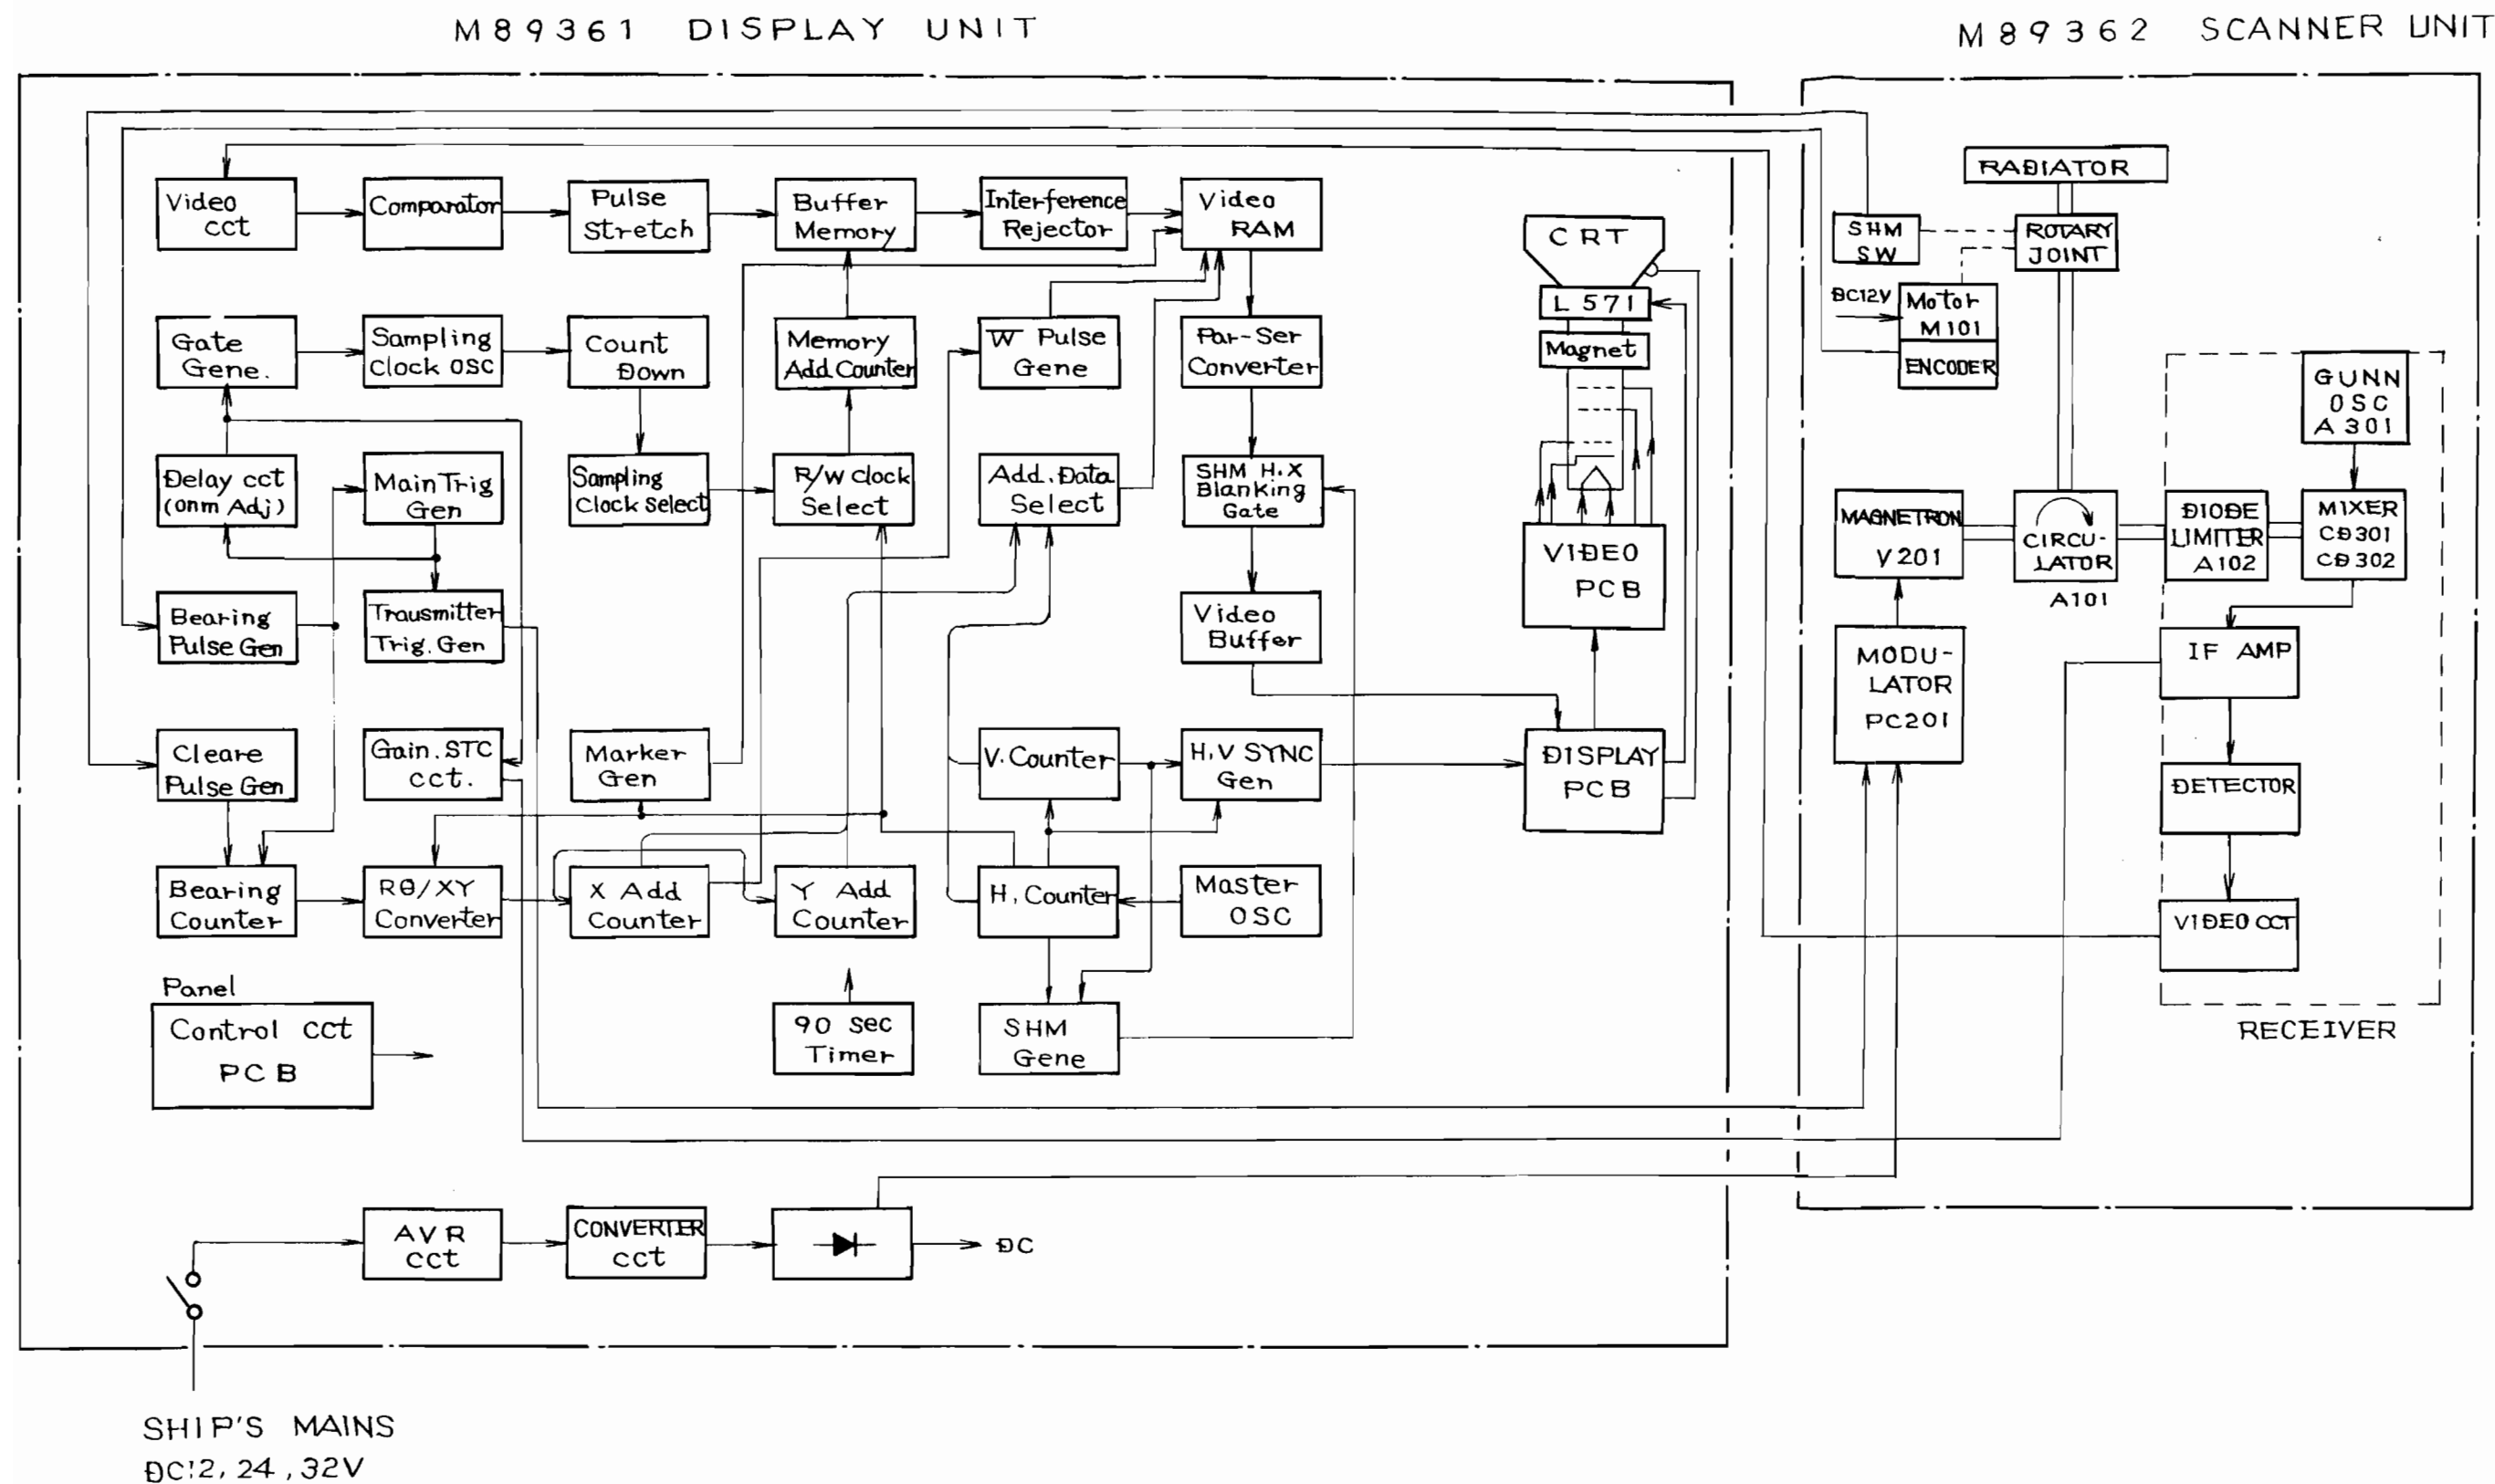 M89361 DISPLAY UNIT
M89362 SCANNER UNIT
RADIATOR
Video
cct
Comparator
Pulse
Stretch
Buffer
Memory
Interference
Rejector
Video
RAM
CRT
SHM
SW
ROTARY
JOINT
L 571
DC12V
Motor
M101
ENCODER
Gate
Gene.
Sampling
Clock OSC
Count
Down
Memory
Add Counter
W Pulse
Gene
Par-Ser
Converter
Magnet
GUNN
OSC
A 301
Delay cct
(onm Adj)
Main Trig
Gen
Sampling
Clock Select
R/W Clock
Select
Add. Data
Select
SHM H.X
Blanking
Gate
VIDEO
PCB
MAGNETRON
V201
CIRCU-
LATOR
A101
DIODE
LIMITER
A102
MIXER
CD301
CD302
Bearing
Pulse Gen
Trausmitter
Trig. Gen
Video
Buffer
MODU-
LATOR
PC201
IF AMP
Cleare
Pulse Gen
Gain. STC
cct.
Marker
Gen
V. Counter
H.V SYNC
Gen
DISPLAY
PCB
DETECTOR
Bearing
Counter
Rθ/XY
Converter
X Add
Counter
Y Add
Counter
H. Counter
Master
OSC
VIDEO CCT
Panel
Control cct
PCB
90 sec
Timer
SHM
Gene
RECEIVER
AVR
cct
CONVERTER
cct
DC
SHIP'S MAINS
DC12, 24, 32V